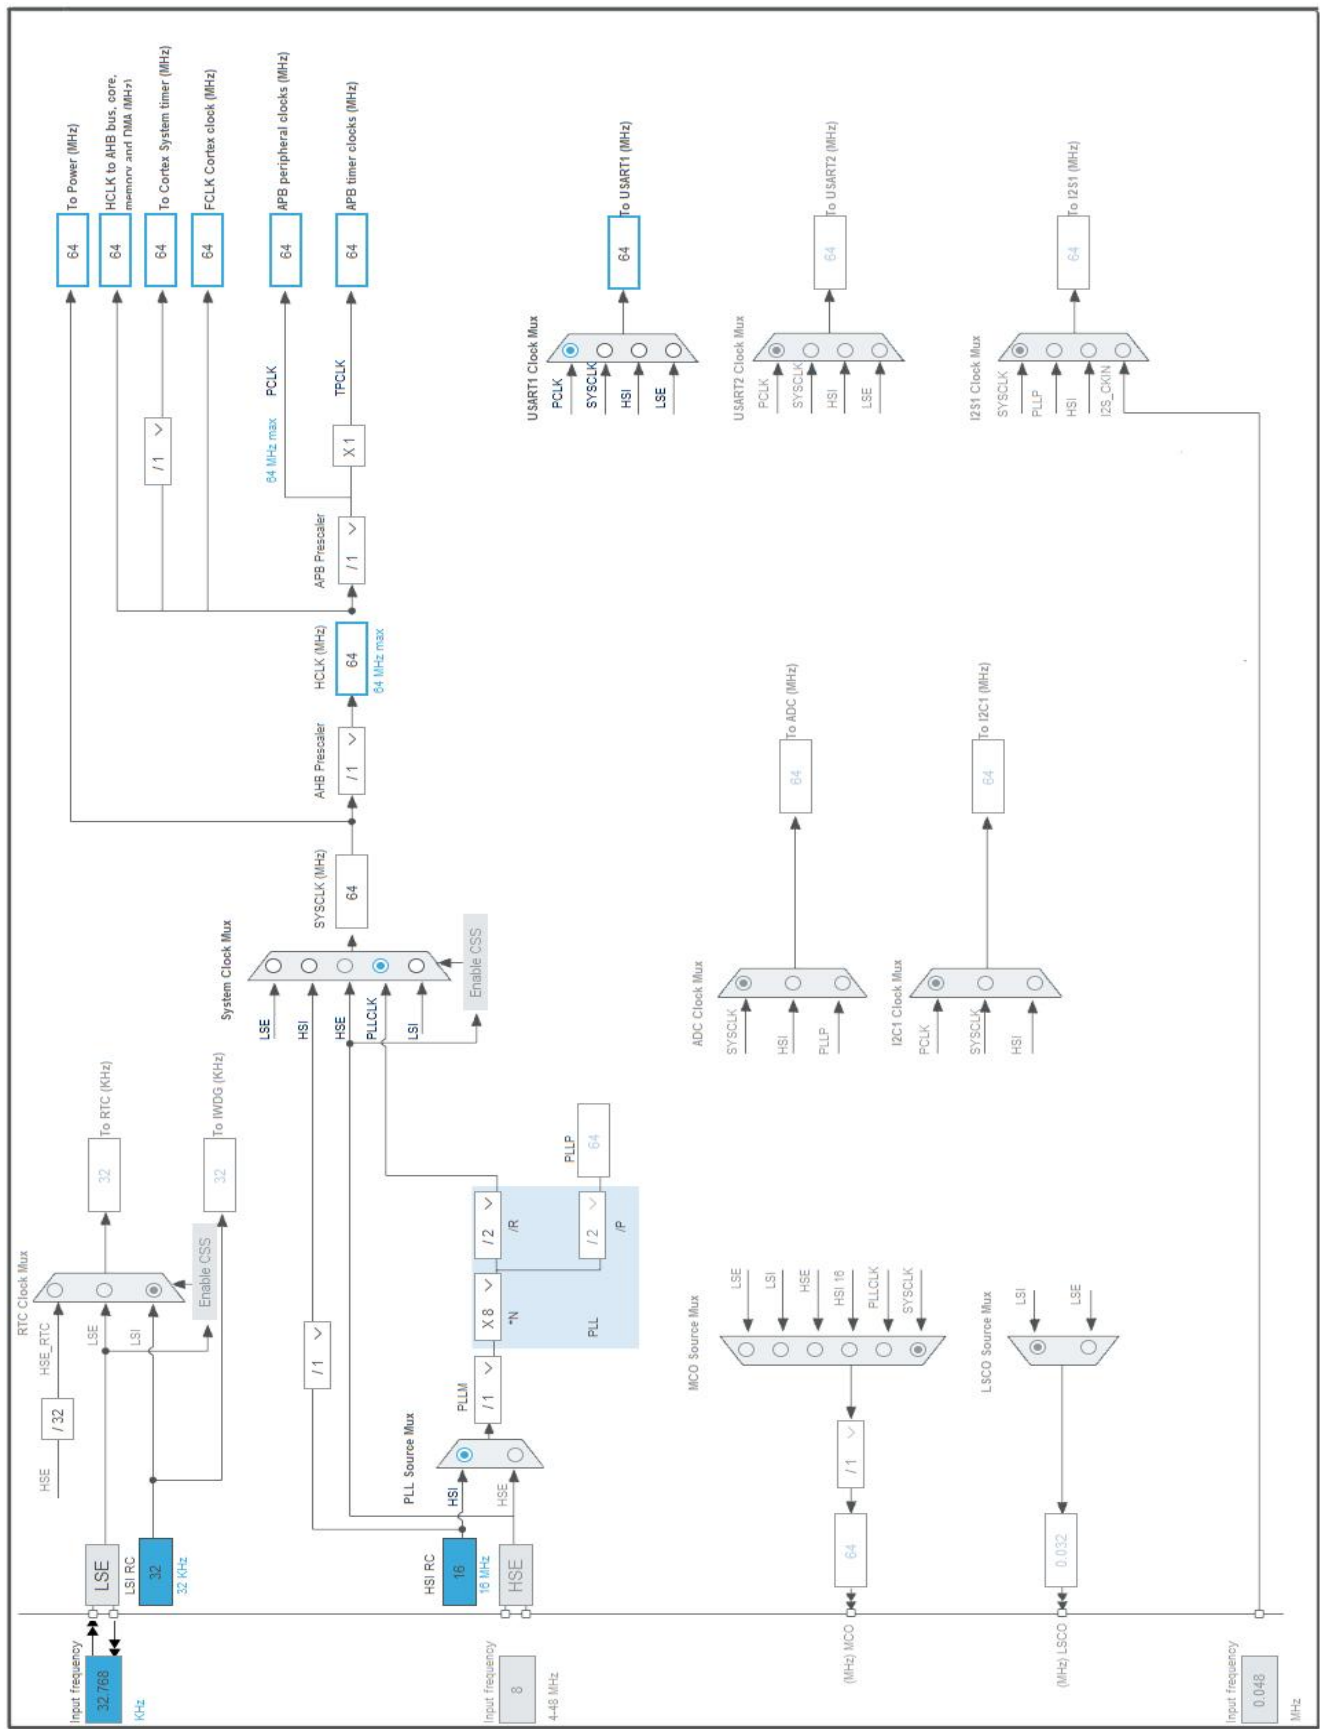 Input frequency
32.768
KHz
LSE
LSI RC
32
32 KHz
HSE
/ 32
HSE_RTC
LSE
LSI
RTC Clock Mux
Enable CSS
32
To RTC (KHz)
32
To IWDG (KHz)
Input frequency
8
4-48 MHz
HSI RC
16
16 MHz
HSE
PLL Source Mux
HSI
HSE
PLLM
/ 1
X 8
*N
/ 2
/R
/ 2
/P
PLL
PLLP
64
/ 1
System Clock Mux
LSE
HSI
HSE
PLLCLK
LSI
Enable CSS
SYSCLK (MHz)
64
AHB Prescaler
/ 1
HCLK (MHz)
64
64 MHz max
APB Prescaler
/ 1
/ 1
64 MHz max
PCLK
X 1
TPCLK
64
To Power (MHz)
64
HCLK to AHB bus, core,
memory and DMA (MHz)
64
To Cortex System timer (MHz)
64
FCLK Cortex clock (MHz)
64
APB peripheral clocks (MHz)
64
APB timer clocks (MHz)
USART1 Clock Mux
PCLK
SYSCLK
HSI
LSE
64
To USART1 (MHz)
USART2 Clock Mux
PCLK
SYSCLK
HSI
LSE
64
To USART2 (MHz)
I2S1 Clock Mux
SYSCLK
PLLP
HSI
I2S_CKIN
64
To I2S1 (MHz)
ADC Clock Mux
SYSCLK
HSI
PLLP
64
To ADC (MHz)
I2C1 Clock Mux
PCLK
SYSCLK
HSI
64
To I2C1 (MHz)
MCO Source Mux
LSE
LSI
HSE
HSI 16
PLLCLK
SYSCLK
/ 1
64
(MHz) MCO
LSCO Source Mux
LSI
LSE
0.032
(MHz) LSCO
Input frequency
0.048
MHz